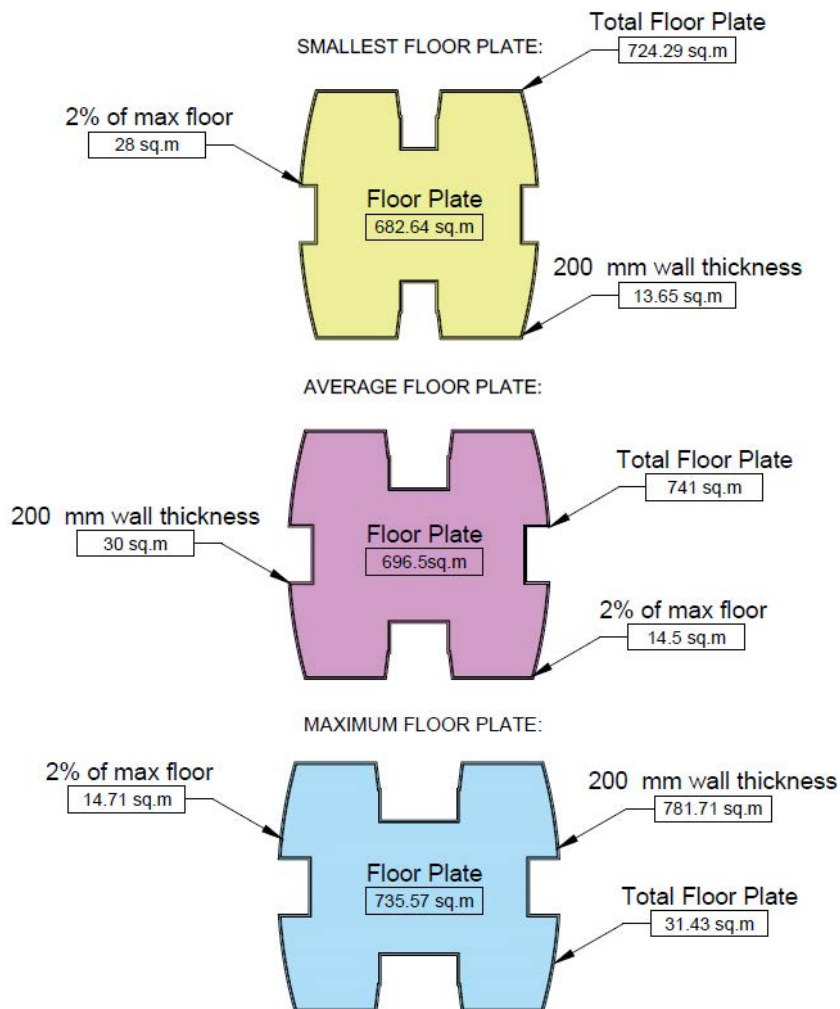 SMALLEST FLOOR PLATE:
Total Floor Plate
724.29 sq.m
2% of max floor
28 sq.m
Floor Plate
682.64 sq.m
200 mm wall thickness
13.65 sq.m
AVERAGE FLOOR PLATE:
Total Floor Plate
741 sq.m
200 mm wall thickness
30 sq.m
Floor Plate
696.5sq.m
2% of max floor
14.5 sq.m
MAXIMUM FLOOR PLATE:
2% of max floor
14.71 sq.m
200 mm wall thickness
781.71 sq.m
Floor Plate
735.57 sq.m
Total Floor Plate
31.43 sq.m